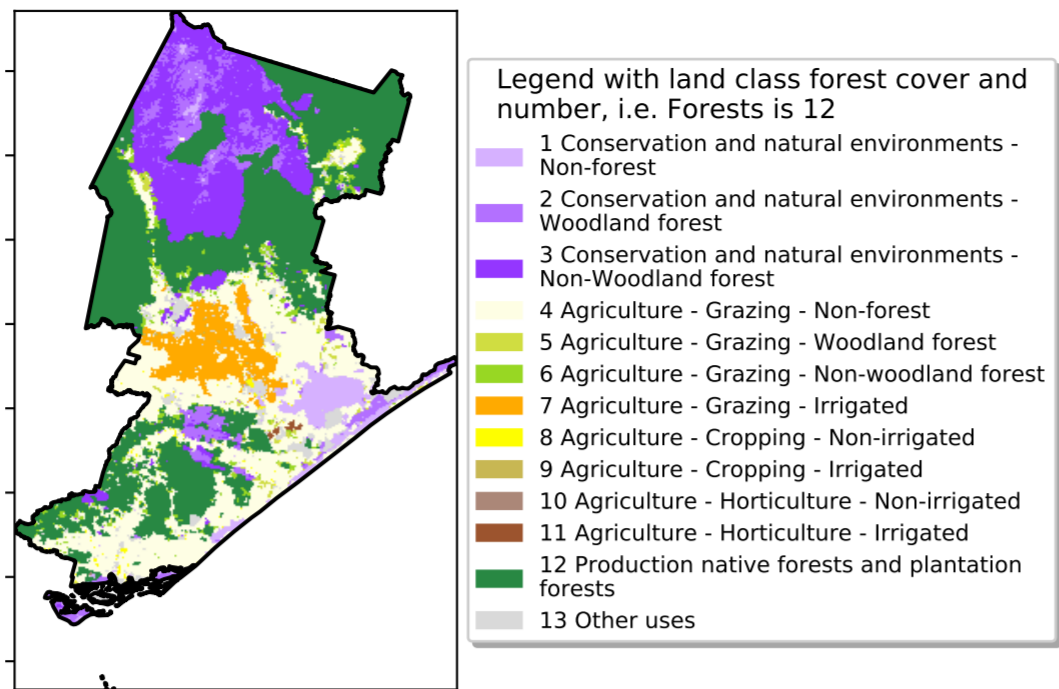 Legend with land class forest cover and
number, i.e. Forests is 12
1 Conservation and natural environments -
Non-forest
2 Conservation and natural environments -
Woodland forest
3 Conservation and natural environments -
Non-Woodland forest
4 Agriculture - Grazing - Non-forest
5 Agriculture - Grazing - Woodland forest
6 Agriculture - Grazing - Non-woodland forest
7 Agriculture - Grazing - Irrigated
8 Agriculture - Cropping - Non-irrigated
9 Agriculture - Cropping - Irrigated
10 Agriculture - Horticulture - Non-irrigated
11 Agriculture - Horticulture - Irrigated
12 Production native forests and plantation
forests
13 Other uses